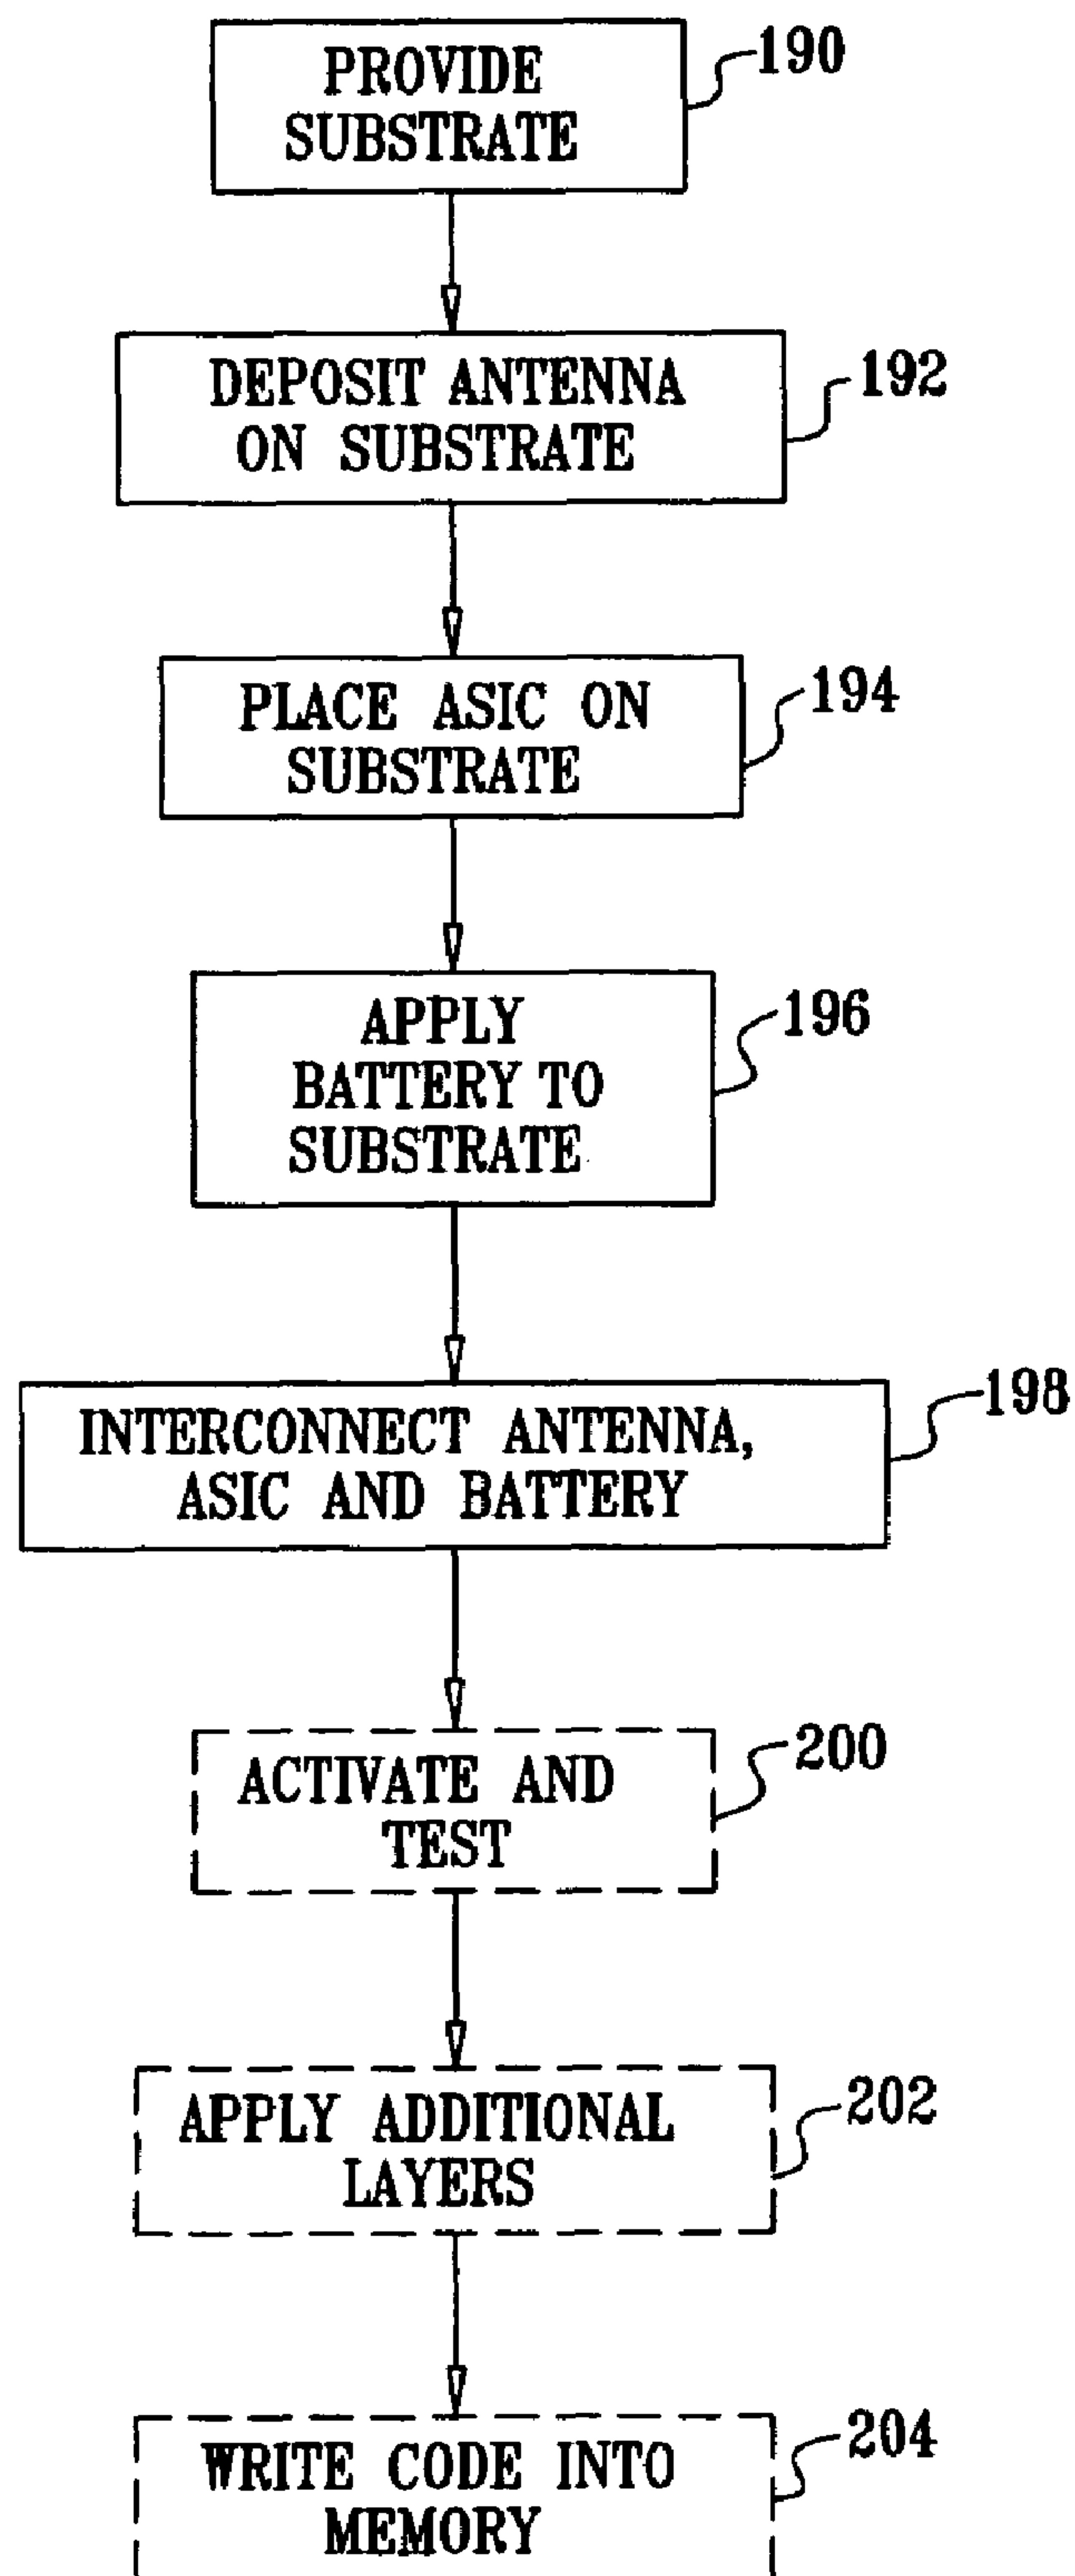 PROVIDE
SUBSTRATE
190
DEPOSIT ANTENNA
ON SUBSTRATE
192
PLACE ASIC ON
SUBSTRATE
194
APPLY
BATTERY TO
SUBSTRATE
196
INTERCONNECT ANTENNA,
ASIC AND BATTERY
198
ACTIVATE AND
TEST
200
APPLY ADDITIONAL
LAYERS
202
WRITE CODE INTO
MEMORY
204